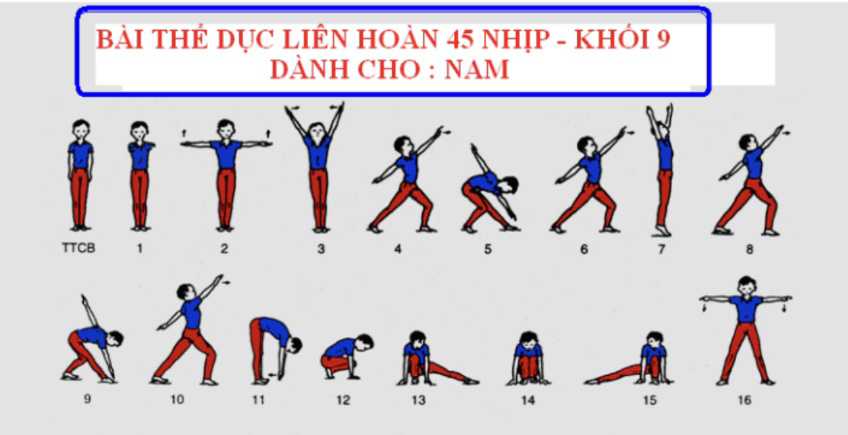 BÀI THỂ DỤC LIÊN HOÀN 45 NHỊP - KHỐI 9
DÀNH CHO : NAM
TTCB 1 2 3 4 5 6 7 8
9 10 11 12 13 14 15 16